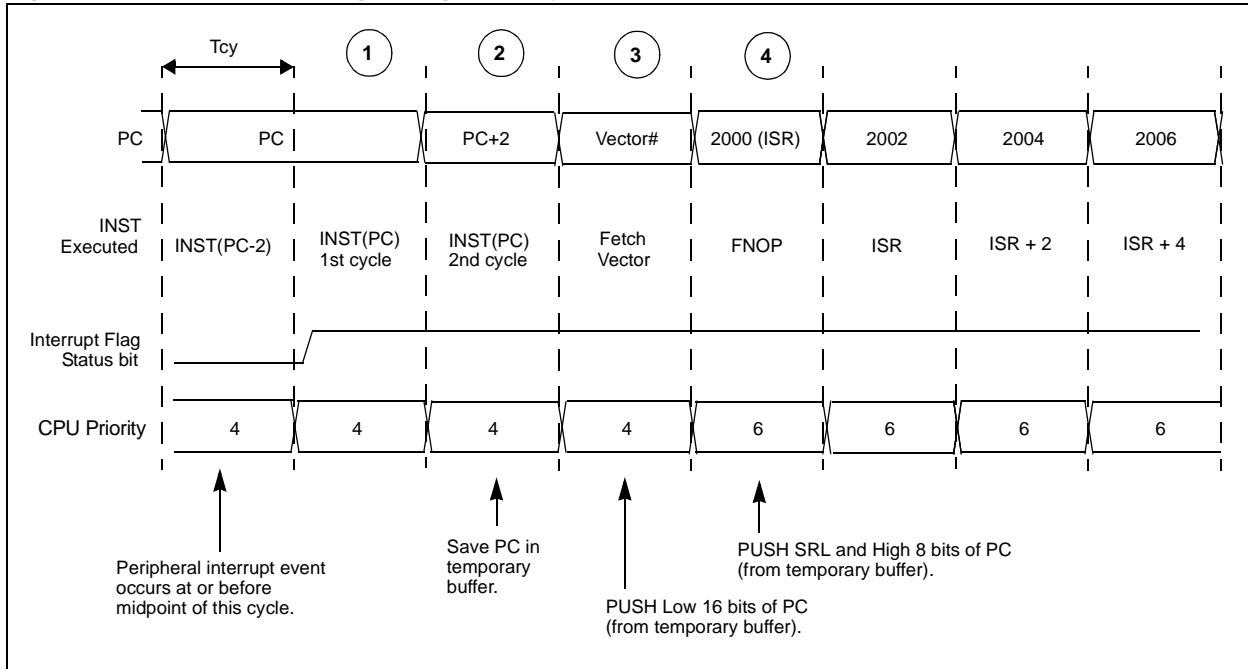 Tcy
1 2 3 4
PC PC PC+2 Vector# 2000 (ISR) 2002 2004 2006
INST
Executed
INST(PC-2)
INST(PC)
1st cycle
INST(PC)
2nd cycle
Fetch
Vector
FNOP
ISR
ISR + 2
ISR + 4
Interrupt Flag
Status bit
CPU Priority 4 4 4 4 6 6 6 6
Peripheral interrupt event
occurs at or before
midpoint of this cycle.
Save PC in
temporary
buffer.
PUSH Low 16 bits of PC
(from temporary buffer).
PUSH SRL and High 8 bits of PC
(from temporary buffer).